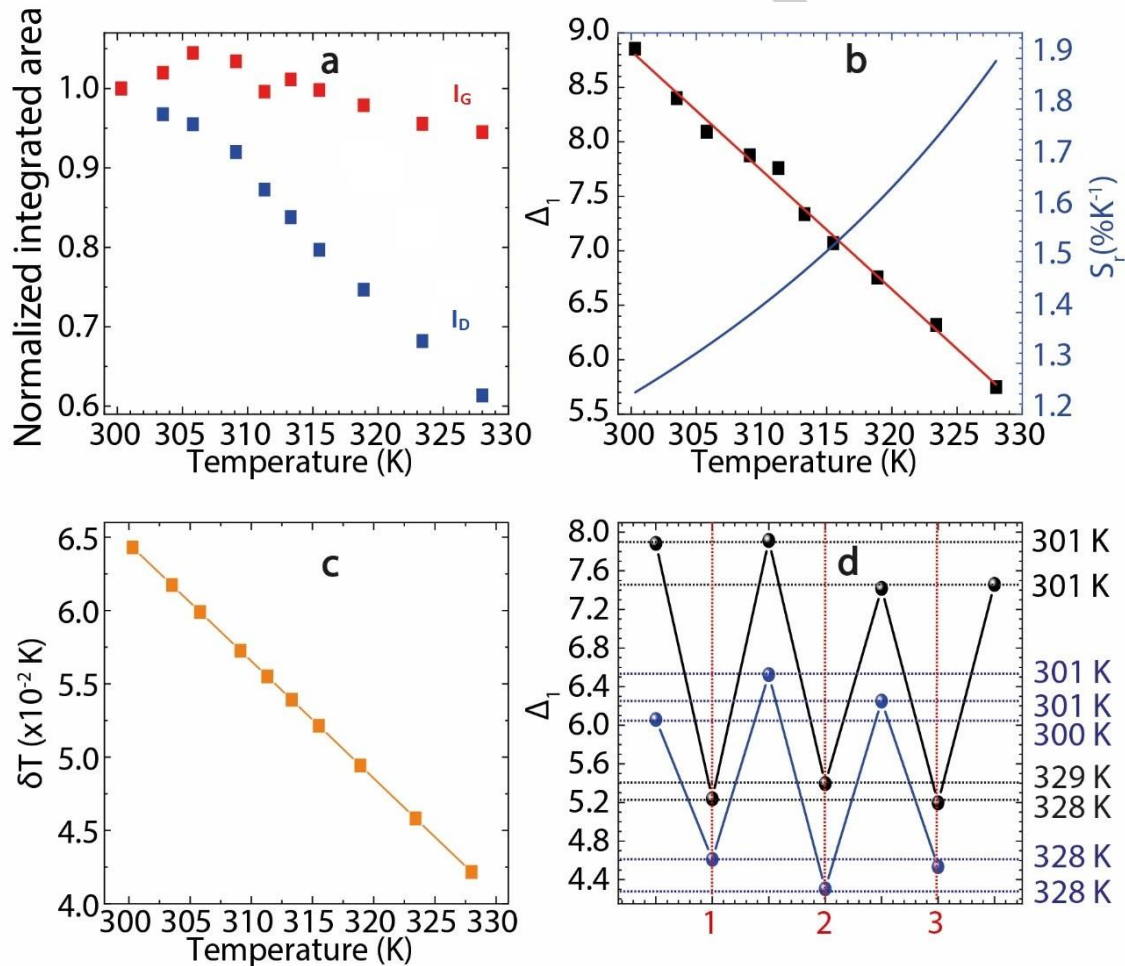 a
Normalized integrated area
1.0
0.9
0.8
0.7
0.6
I_G
I_D
300 305 310 315 320 325 330
Temperature (K)
b
Δ₁
9.0
8.5
8.0
7.5
7.0
6.5
6.0
5.5
1.9
1.8
1.7
1.6
1.5
1.4
1.3
1.2
S_r(%K⁻¹)
300 305 310 315 320 325 330
Temperature (K)
c
δT (x10⁻² K)
6.5
6.0
5.5
5.0
4.5
4.0
300 305 310 315 320 325 330
Temperature (K)
d
Δ₁
8.0
7.6
7.2
6.8
6.4
6.0
5.6
5.2
4.8
4.4
301 K
301 K
301 K
301 K
300 K
329 K
328 K
328 K
328 K
1 2 3